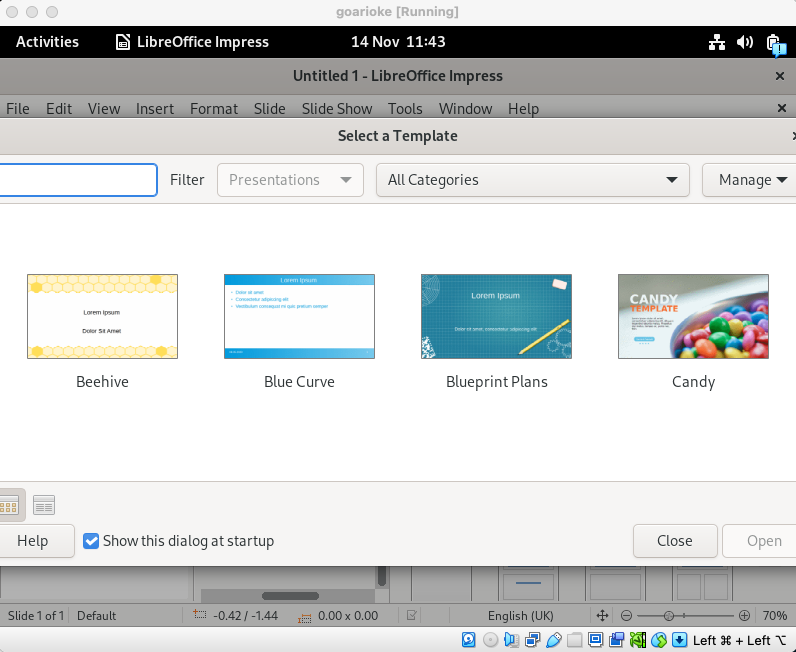 goarioke [Running]
Activities LibreOffice Impress 14 Nov 11:43
Untitled 1 - LibreOffice Impress
File Edit View Insert Format Slide Slide Show Tools Window Help
Select a Template
Filter Presentations All Categories Manage
Lorem Ipsum
Dolor Sit Amet
Lorem Ipsum
Dolor sit amet
Consectetur adipiscing elit
Vestibulum consequat mi quis pretium semper
Lorem Ipsum
Dolor sit amet, consectetur adipiscing elit
CANDY
TEMPLATE
Beehive Blue Curve Blueprint Plans Candy
Help Show this dialog at startup Close Open
Slide 1 of 1 Default -0.42 / -1.44 0.00 x 0.00 English (UK) 70%
Left ⌘ + Left ⌥